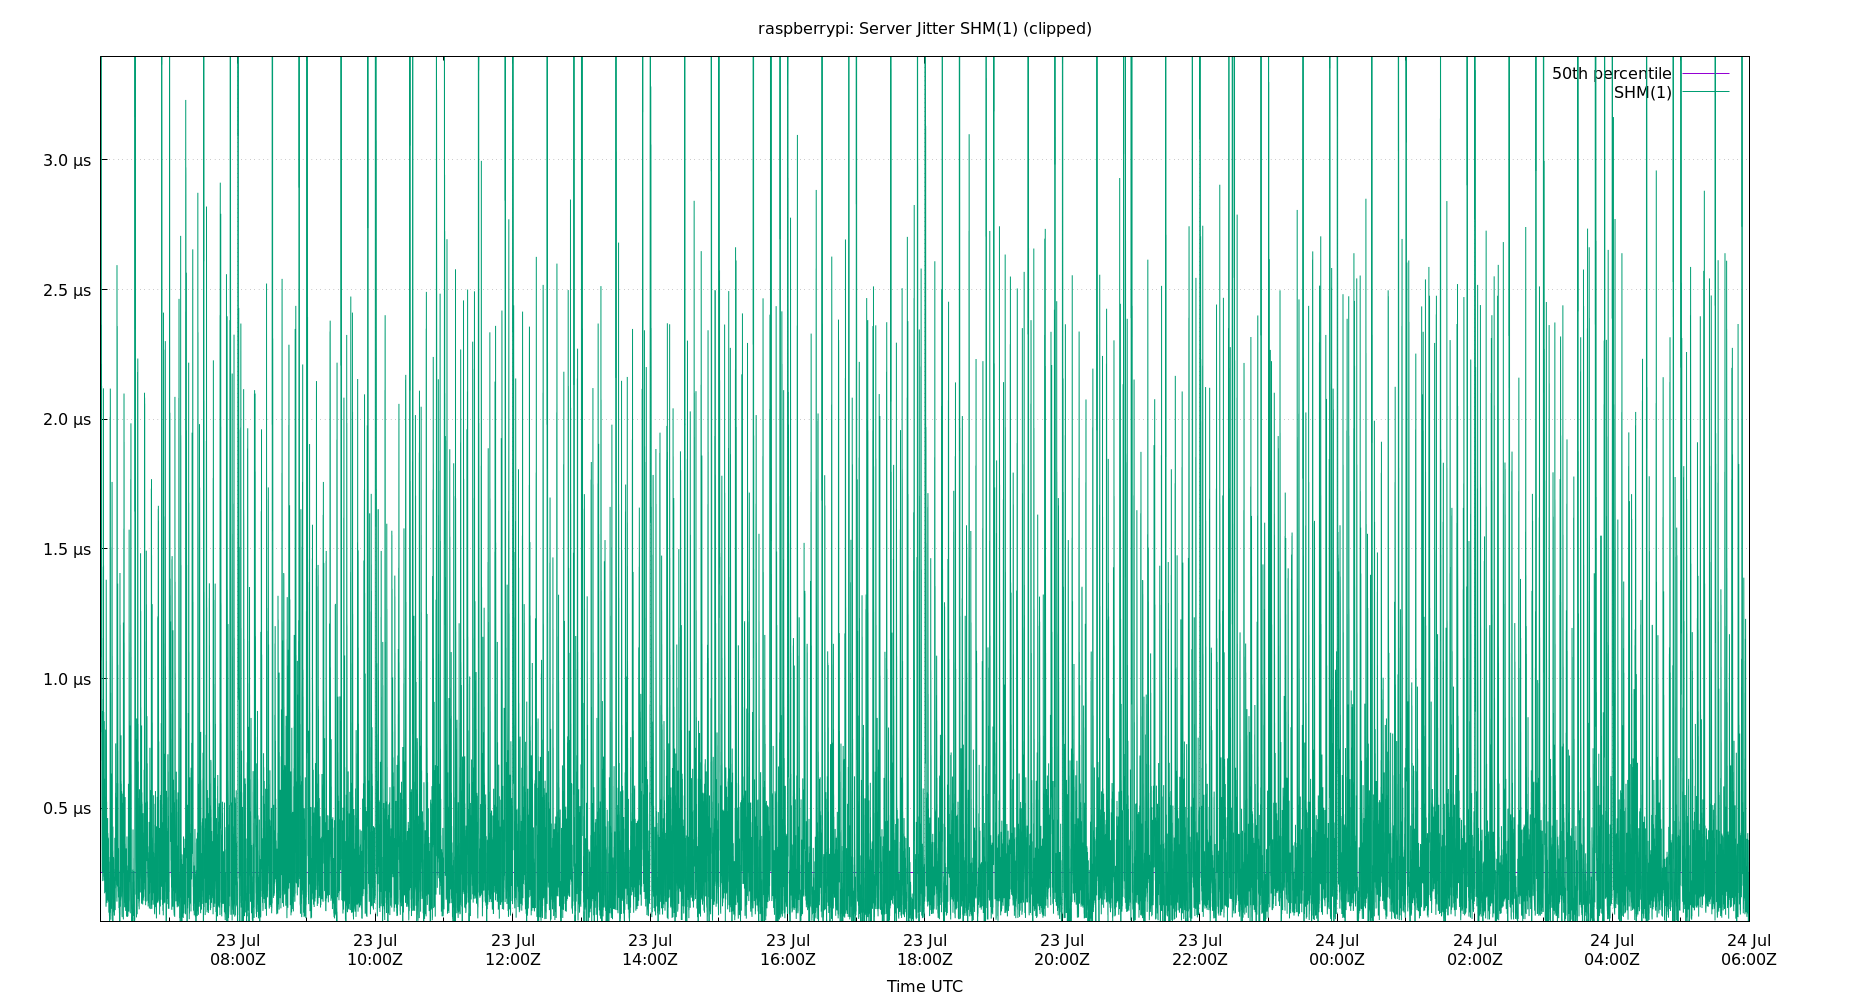 raspberrypi: Server Jitter SHM(1) (clipped)
50th percentile
SHM(1)
3.0 µs
2.5 µs
2.0 µs
1.5 µs
1.0 µs
0.5 µs
23 Jul 23 Jul 23 Jul 23 Jul 23 Jul 23 Jul 23 Jul 23 Jul 24 Jul 24 Jul 24 Jul 24 Jul
08:00Z 10:00Z 12:00Z 14:00Z 16:00Z 18:00Z 20:00Z 22:00Z 00:00Z 02:00Z 04:00Z 06:00Z
Time UTC